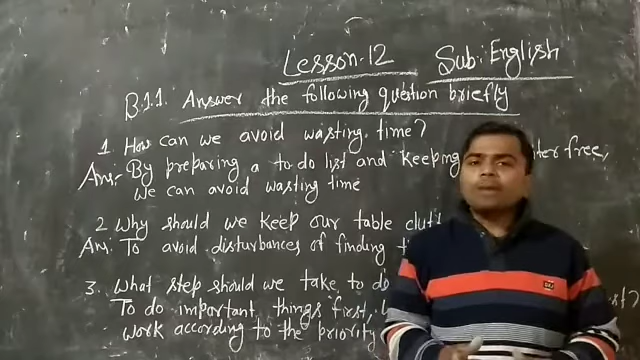 Lesson-12 Sub: English
B.1.1. Answer the following question briefly
1. How can we avoid wasting time?
Ans:- By preparing a to do list and keeping free,
we can avoid wasting time
2 Why should we keep our table
An: To avoid disturbances of finding
3. What step should we take to do
To do important things first,
work according to the priority